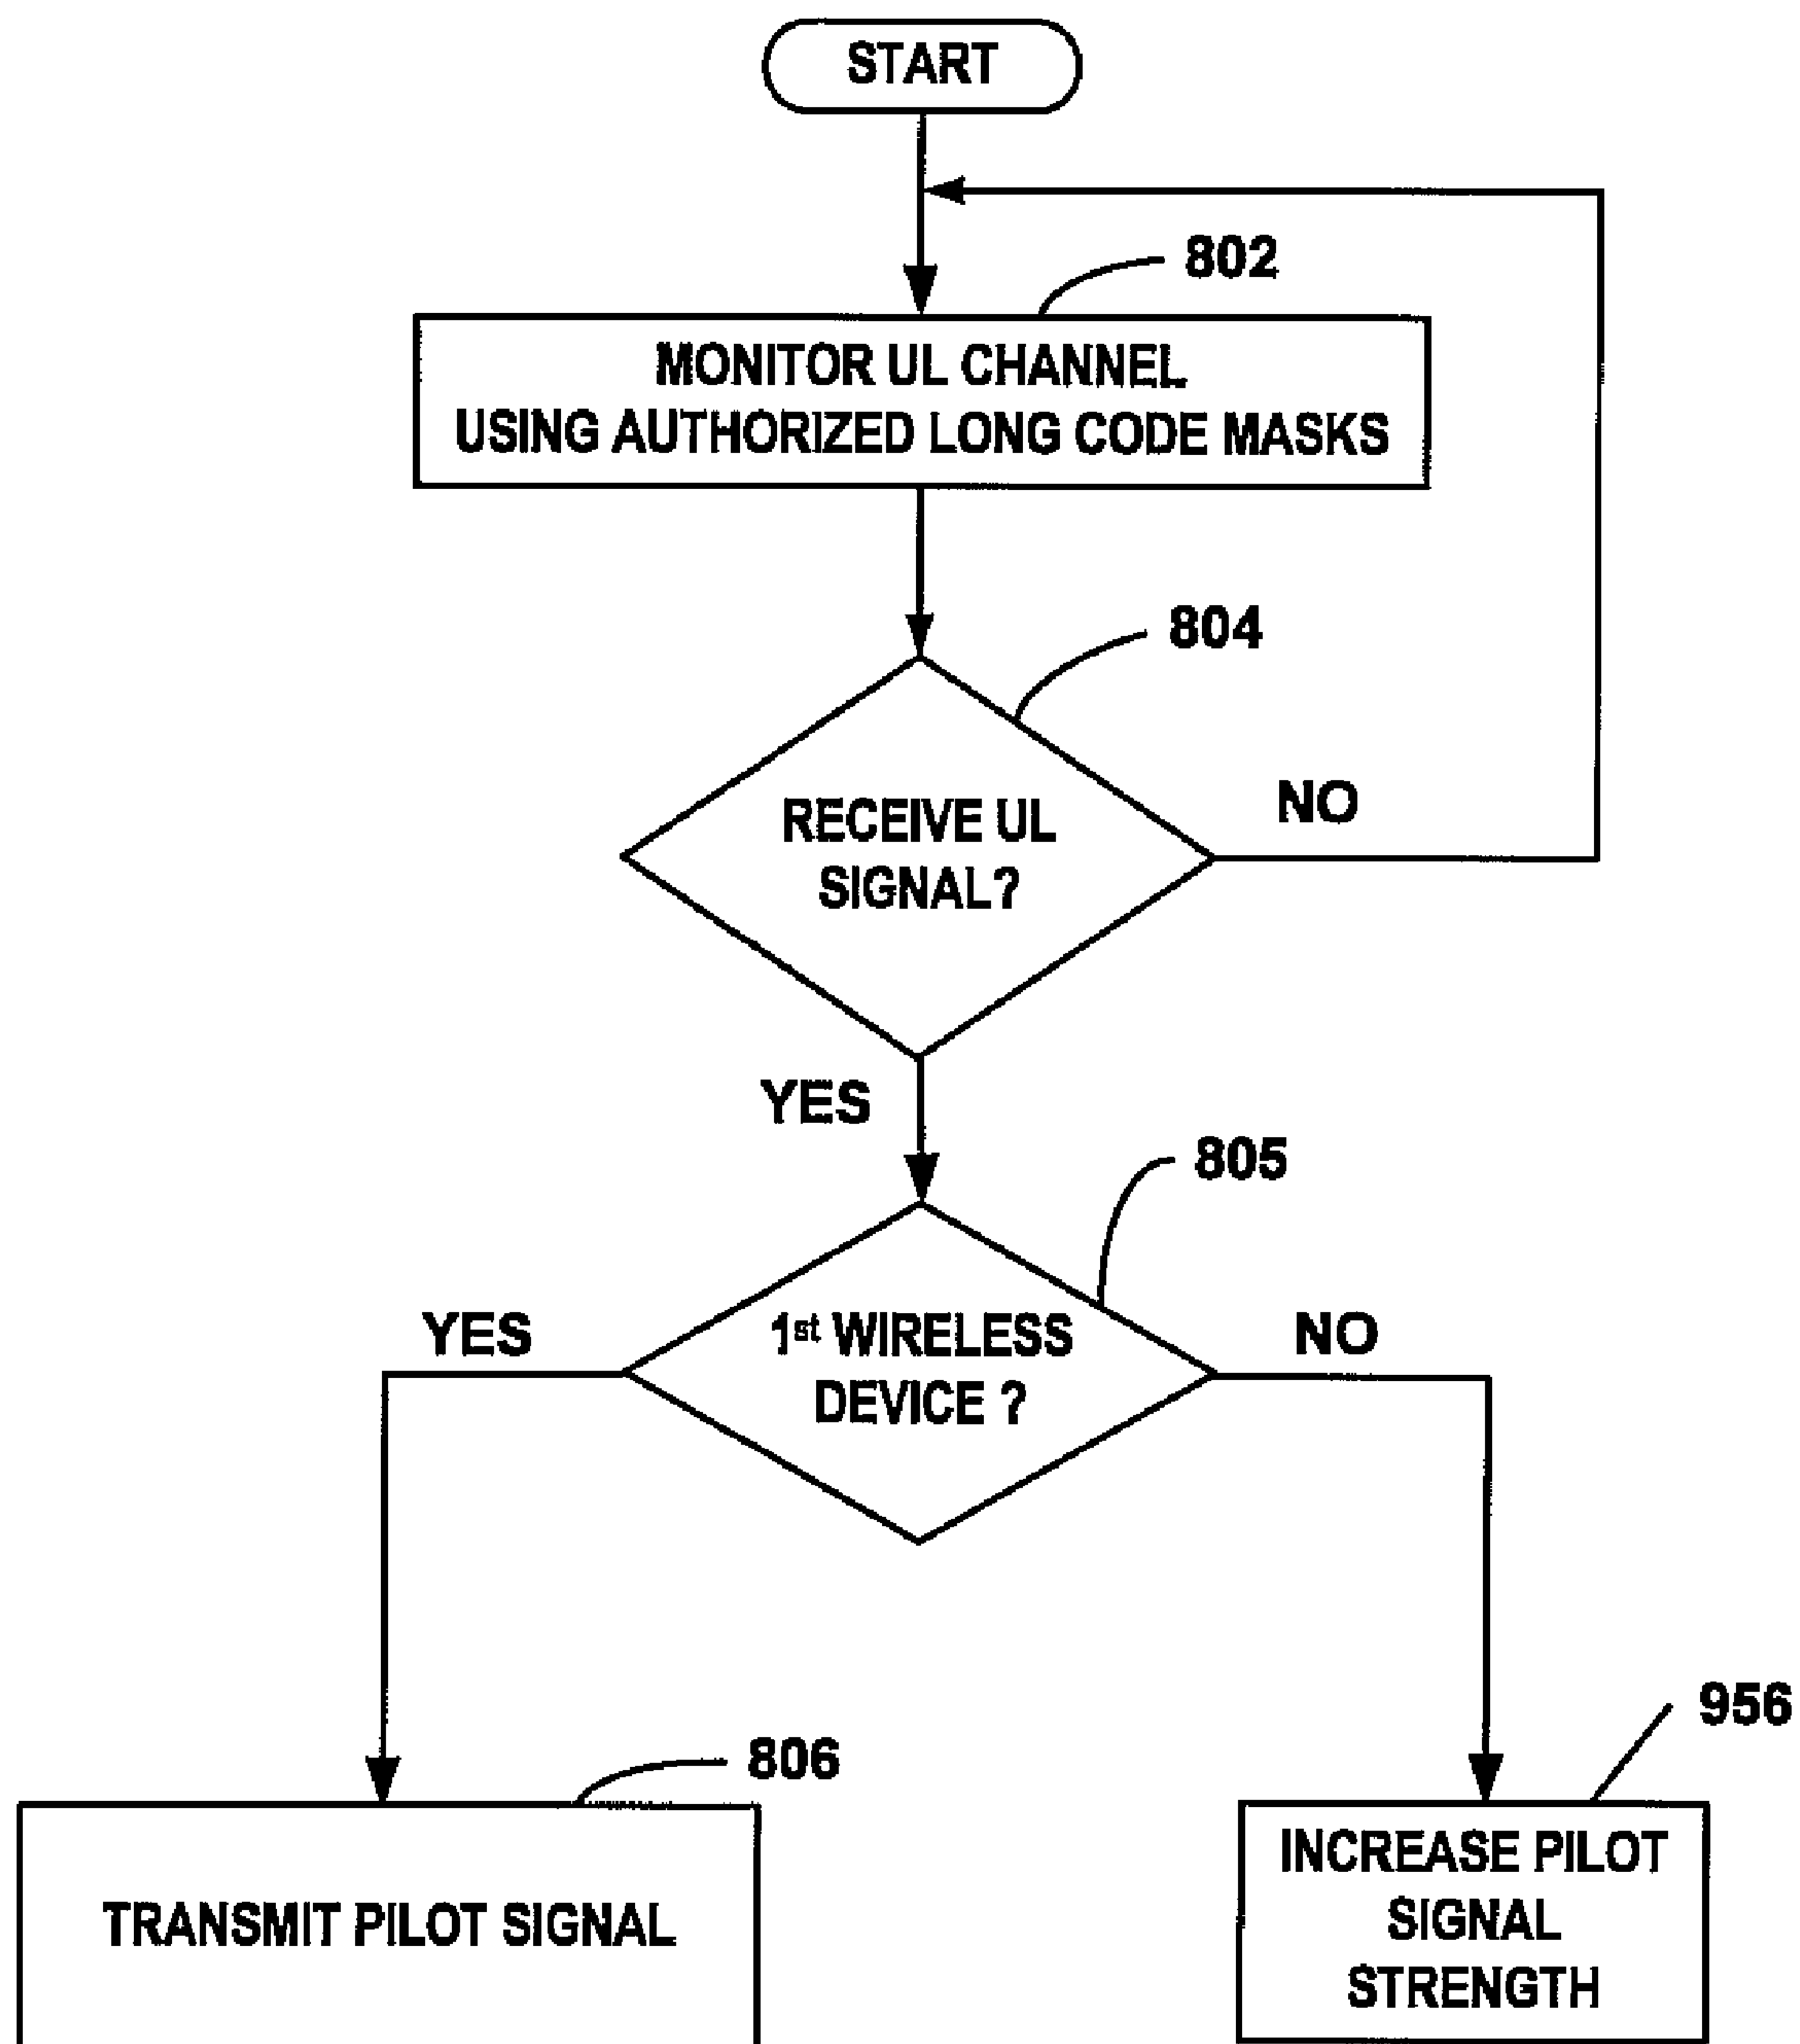 START
802
MONITOR UL CHANNEL
USING AUTHORIZED LONG CODE MASKS
804
RECEIVE UL
SIGNAL?
NO
YES
805
1st WIRELESS
DEVICE ?
YES
NO
806
TRANSMIT PILOT SIGNAL
956
INCREASE PILOT
SIGNAL
STRENGTH